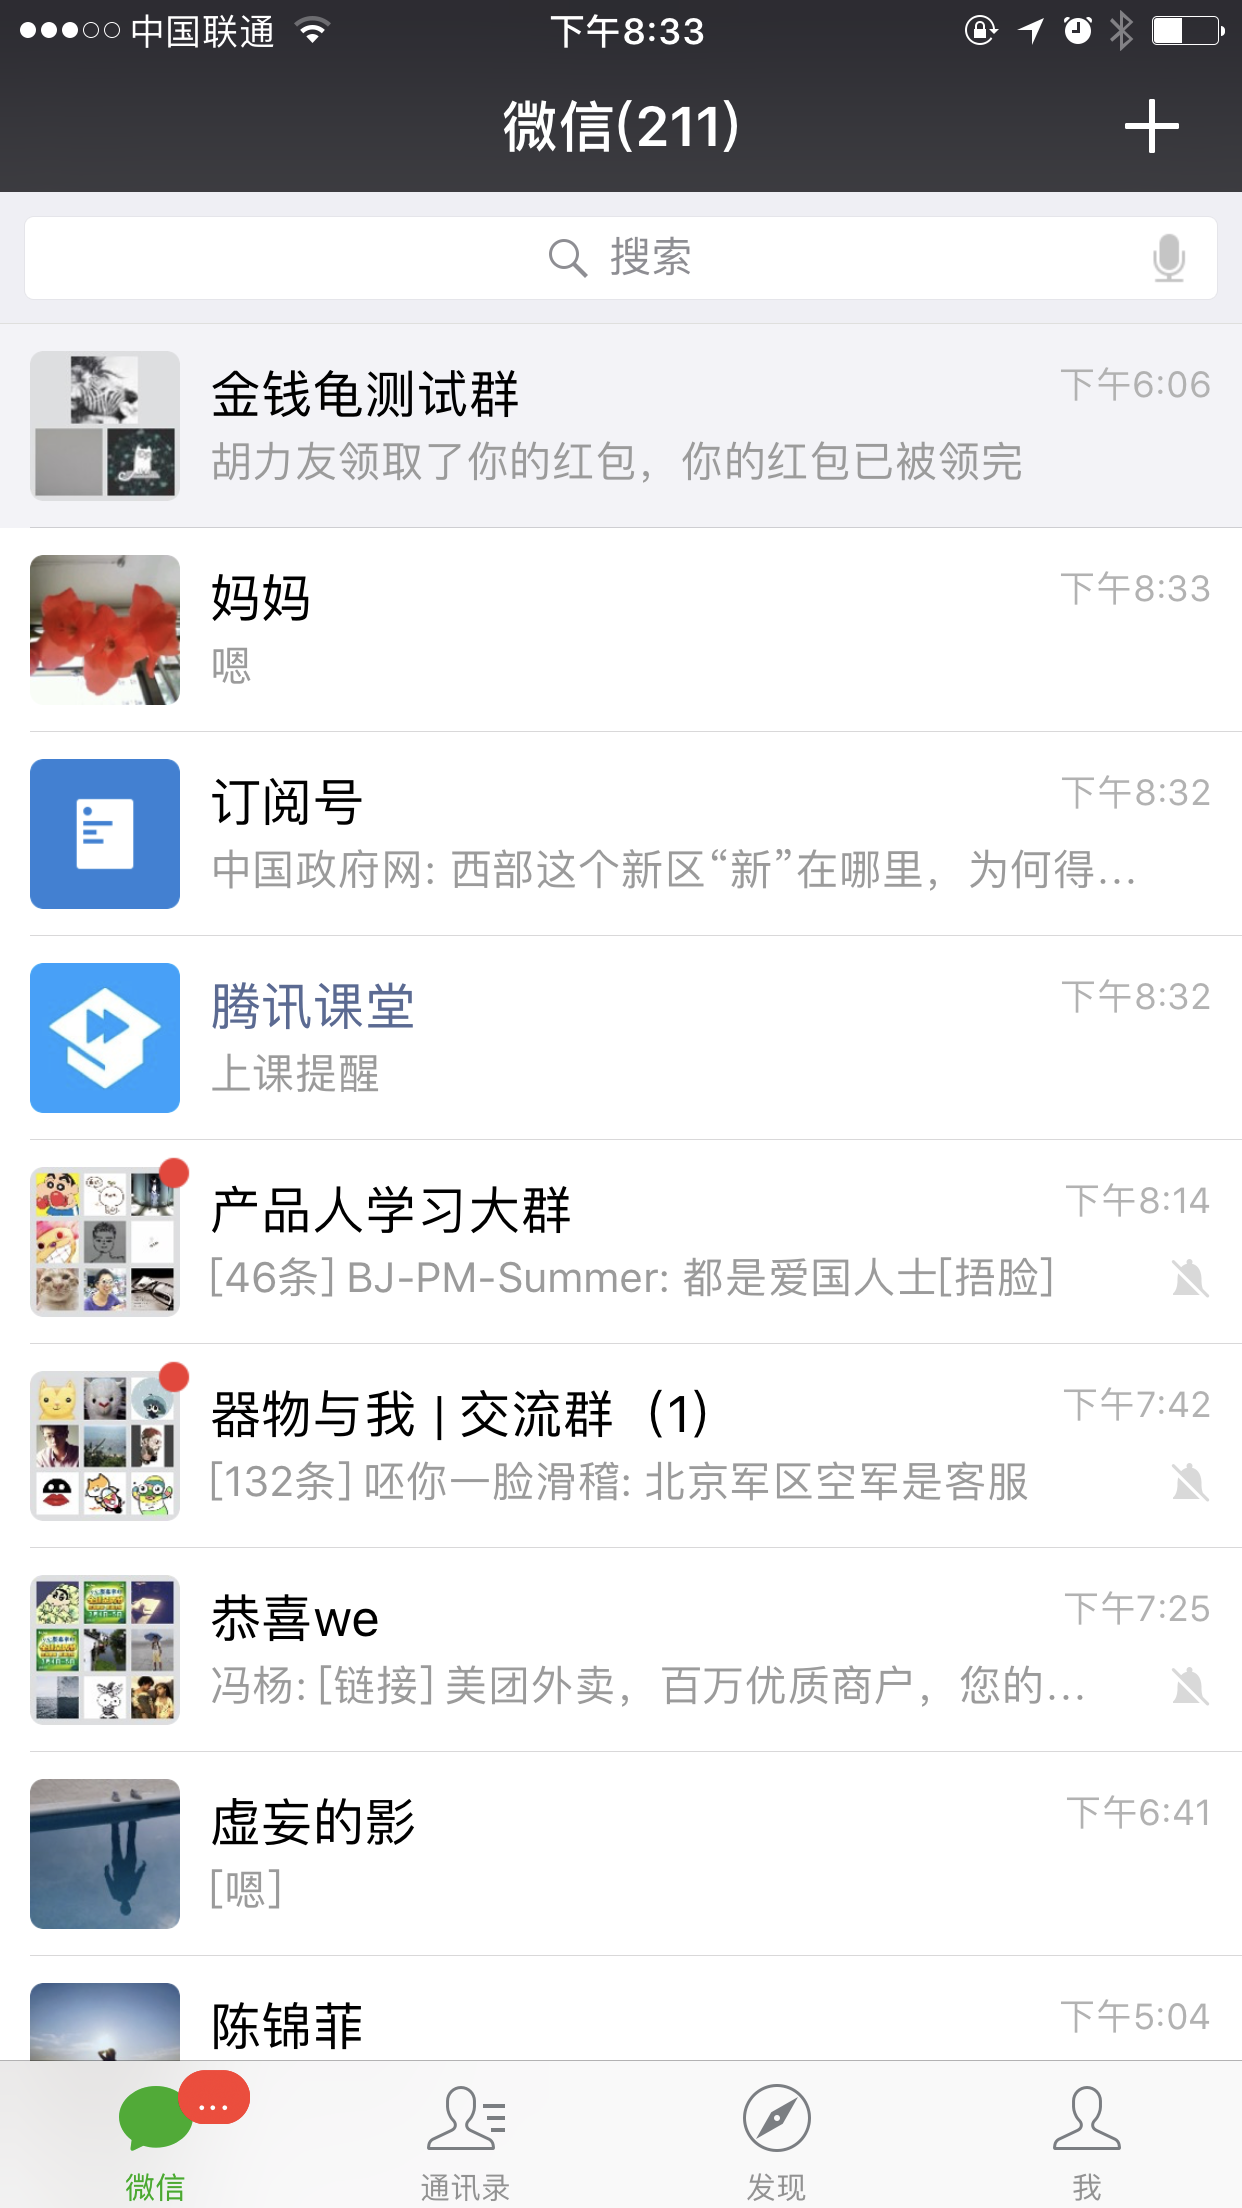 中国联通
下午8:33
微信(211)
搜索
金钱龟测试群
下午6:06
胡力友领取了你的红包，你的红包已被领完
妈妈
下午8:33
嗯
订阅号
下午8:32
中国政府网: 西部这个新区“新”在哪里，为何得...
腾讯课堂
下午8:32
上课提醒
产品人学习大群
下午8:14
[46条] BJ-PM-Summer: 都是爱国人士[捂脸]
器物与我 | 交流群（1）
下午7:42
[132条] 呸你一脸滑稽: 北京军区空军是客服
恭喜we
下午7:25
冯杨: [链接] 美团外卖，百万优质商户，您的...
虚妄的影
下午6:41
[嗯]
陈锦菲
下午5:04
...
微信
通讯录
发现
我